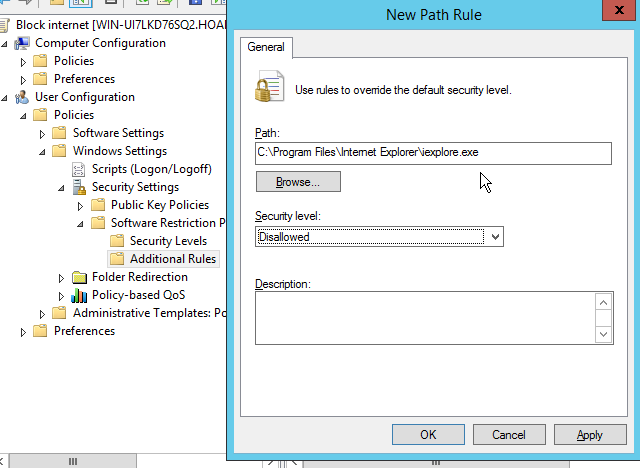 Block internet [WIN-UI7LKD76SQ2.HOA
Computer Configuration
Policies
Preferences
User Configuration
Policies
Software Settings
Windows Settings
Scripts (Logon/Logoff)
Security Settings
Public Key Policies
Software Restriction P
Security Levels
Additional Rules
Folder Redirection
Policy-based QoS
Administrative Templates: Po
Preferences
New Path Rule
x
General
Use rules to override the default security level.
Path:
C:\Program Files\Internet Explorer\iexplore.exe
Browse...
Security level:
Disallowed
Description:
OK
Cancel
Apply